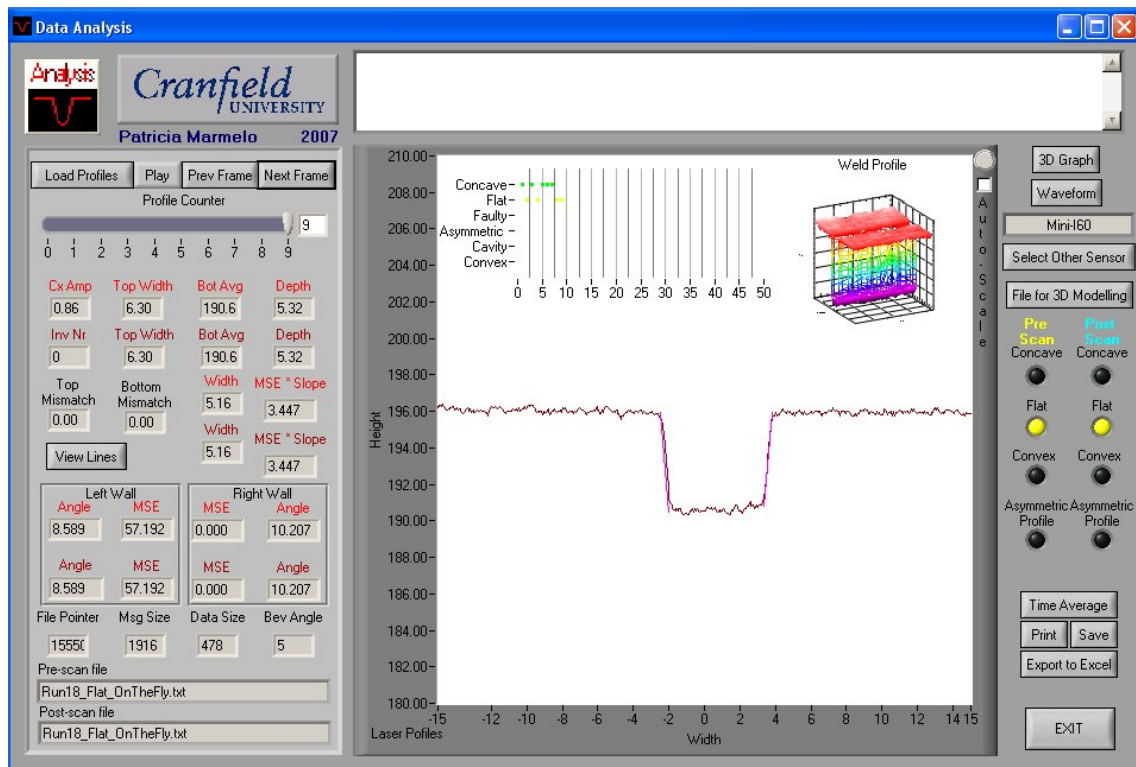 Data Analysis
Analysis
Cranfield
UNIVERSITY
Patricia Marmelo 2007
Load Profiles Play Prev Frame Next Frame
Profile Counter
9
0 1 2 3 4 5 6 7 8 9
Cx Amp Top Width Bot Avg Depth
0.86 6.30 190.6 5.32
Inv Nr Top Width Bot Avg Depth
0 6.30 190.6 5.32
Top Mismatch Bottom Mismatch Width MSE * Slope
0.00 0.00 5.16 3.447
Width MSE * Slope
5.16 3.447
View Lines
Left Wall Right Wall
Angle MSE MSE Angle
8.589 57.192 0.000 10.207
Angle MSE MSE Angle
8.589 57.192 0.000 10.207
File Pointer Msg Size Data Size Bev Angle
1555 1916 478 5
Pre-scan file
Run18_Flat_OnTheFly.txt
Post-scan file
Run18_Flat_OnTheFly.txt
210.00
208.00
206.00
204.00
202.00
200.00
198.00
196.00
194.00
192.00
190.00
188.00
186.00
184.00
182.00
180.00
Height
Concave
Flat
Faulty
Asymmetric
Cavity
Convex
0 5 10 15 20 25 30 35 40 45 50
Weld Profile
Auto-Scale
-15 -12 -10 -8 -6 -4 -2 0 2 4 6 8 10 12 14 15
Laser Pofiles
Width
3D Graph
Waveform
Mini-I60
Select Other Sensor
File for 3D Modelling
Pre Scan Post Scan
Concave Concave
Flat Flat
Convex Convex
Asymmetric Profile Asymmetric Profile
Time Average
Print Save
Export to Excel
EXIT